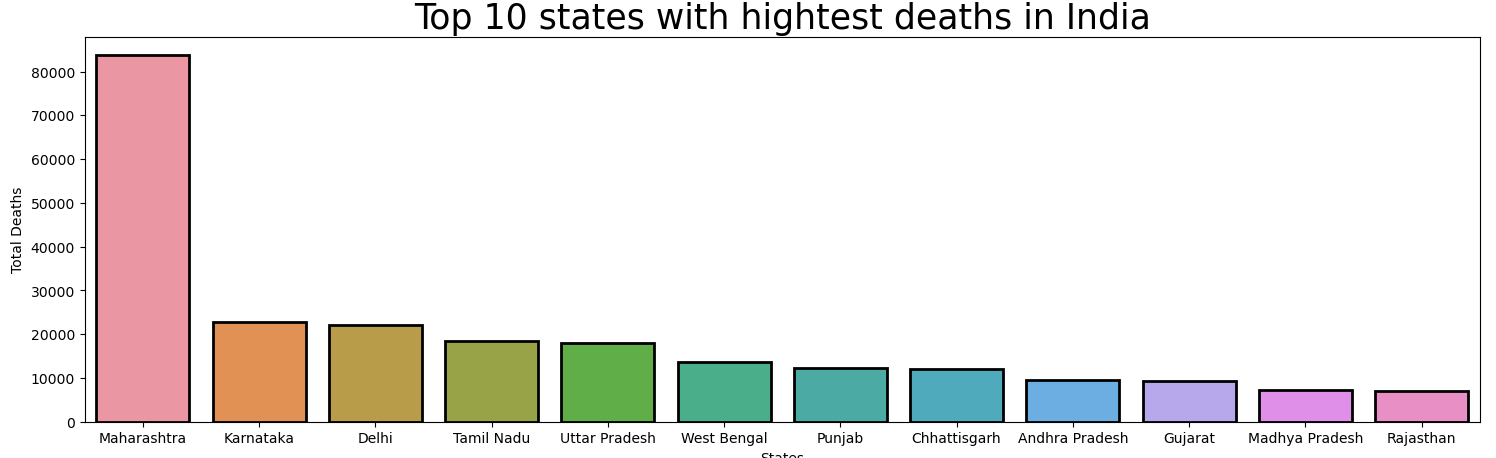 Top 10 states with hightest deaths in India
Total Deaths
80000
70000
60000
50000
40000
30000
20000
10000
0
Maharashtra Karnataka Delhi Tamil Nadu Uttar Pradesh West Bengal Punjab Chhattisgarh Andhra Pradesh Gujarat Madhya Pradesh Rajasthan
States